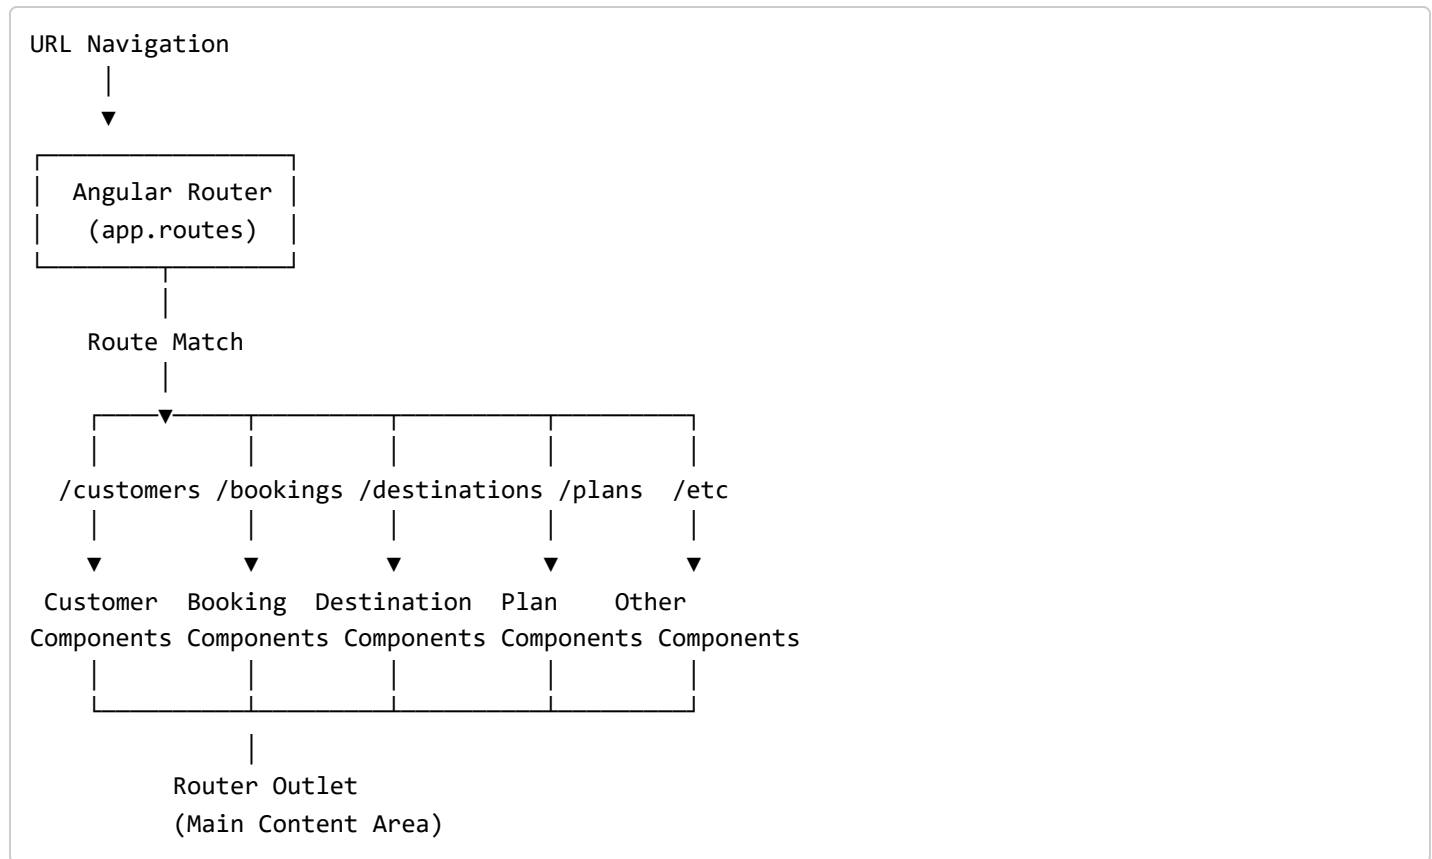 URL Navigation
Angular Router
(app.routes)
Route Match
/customers /bookings /destinations /plans /etc
Customer Booking Destination Plan Other
Components Components Components Components Components
Router Outlet
(Main Content Area)